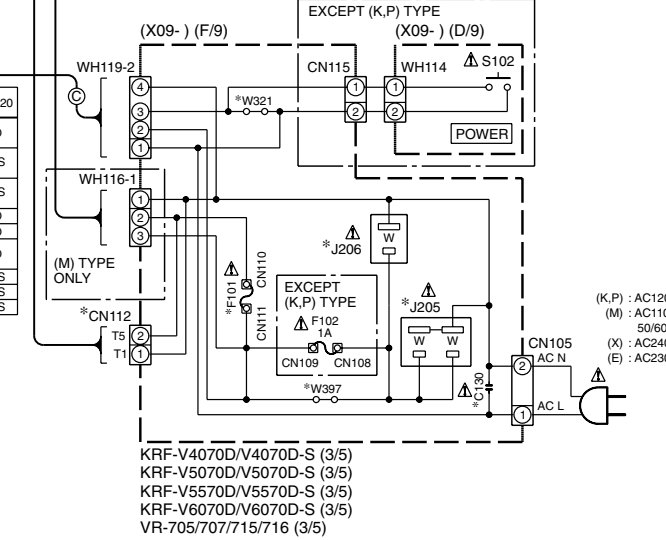 EXCEPT (K,P) TYPE
(X09- ) (F/9)
(X09- ) (D/9)
WH119-2
CN115
WH114
⚠ S102
4
1
1
C
*W321
20
3
2
2
2
POWER
1
WH116-1
1
2
W
⚠
*J206
3
(M) TYPE
ONLY
⚠
*F101
CN110
CN111
EXCEPT
(K,P) TYPE
⚠ F102
1A
CN109
CN108
⚠
*J205
W
W
(K,P) : AC120
(M) : AC110
50/60
(X) : AC240
(E) : AC230
*CN112
T5
2
T1
1
CN105
AC N
2
⚠
⚠
*C130
*W397
AC L
1
S
S
S
S
S
KRF-V4070D/V4070D-S (3/5)
KRF-V5070D/V5070D-S (3/5)
KRF-V5570D/V5570D-S (3/5)
KRF-V6070D/V6070D-S (3/5)
VR-705/707/715/716 (3/5)